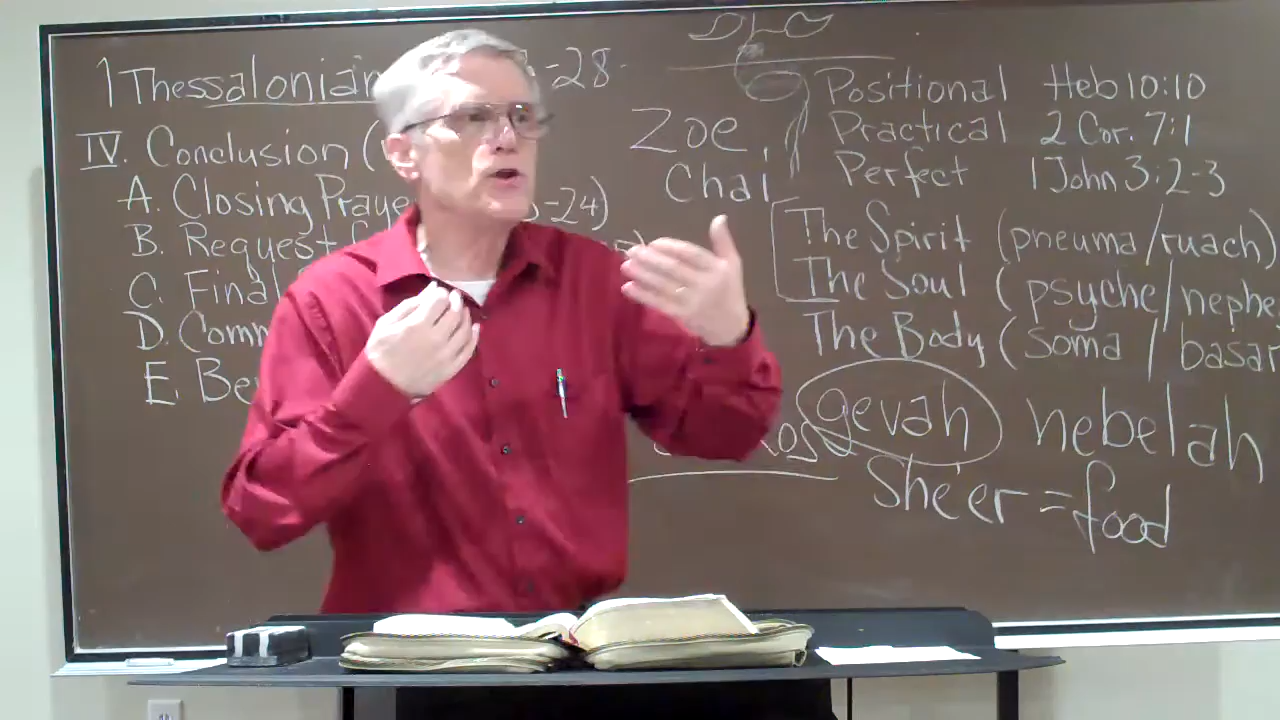 1 Thessalonian -28
IV. Conclusion (
A. Closing Praye -24)
B. Request
C. Final
D. Comm
E. Be
DLC
Zoe
Chai
Positional Heb 10:10
Practical 2 Cor. 7:1
Perfect 1 John 3:2-3
The Spirit (pneuma/ruach)
The Soul (psyche/nephe
The Body (soma / basar
gevah nebelah
She'er = food